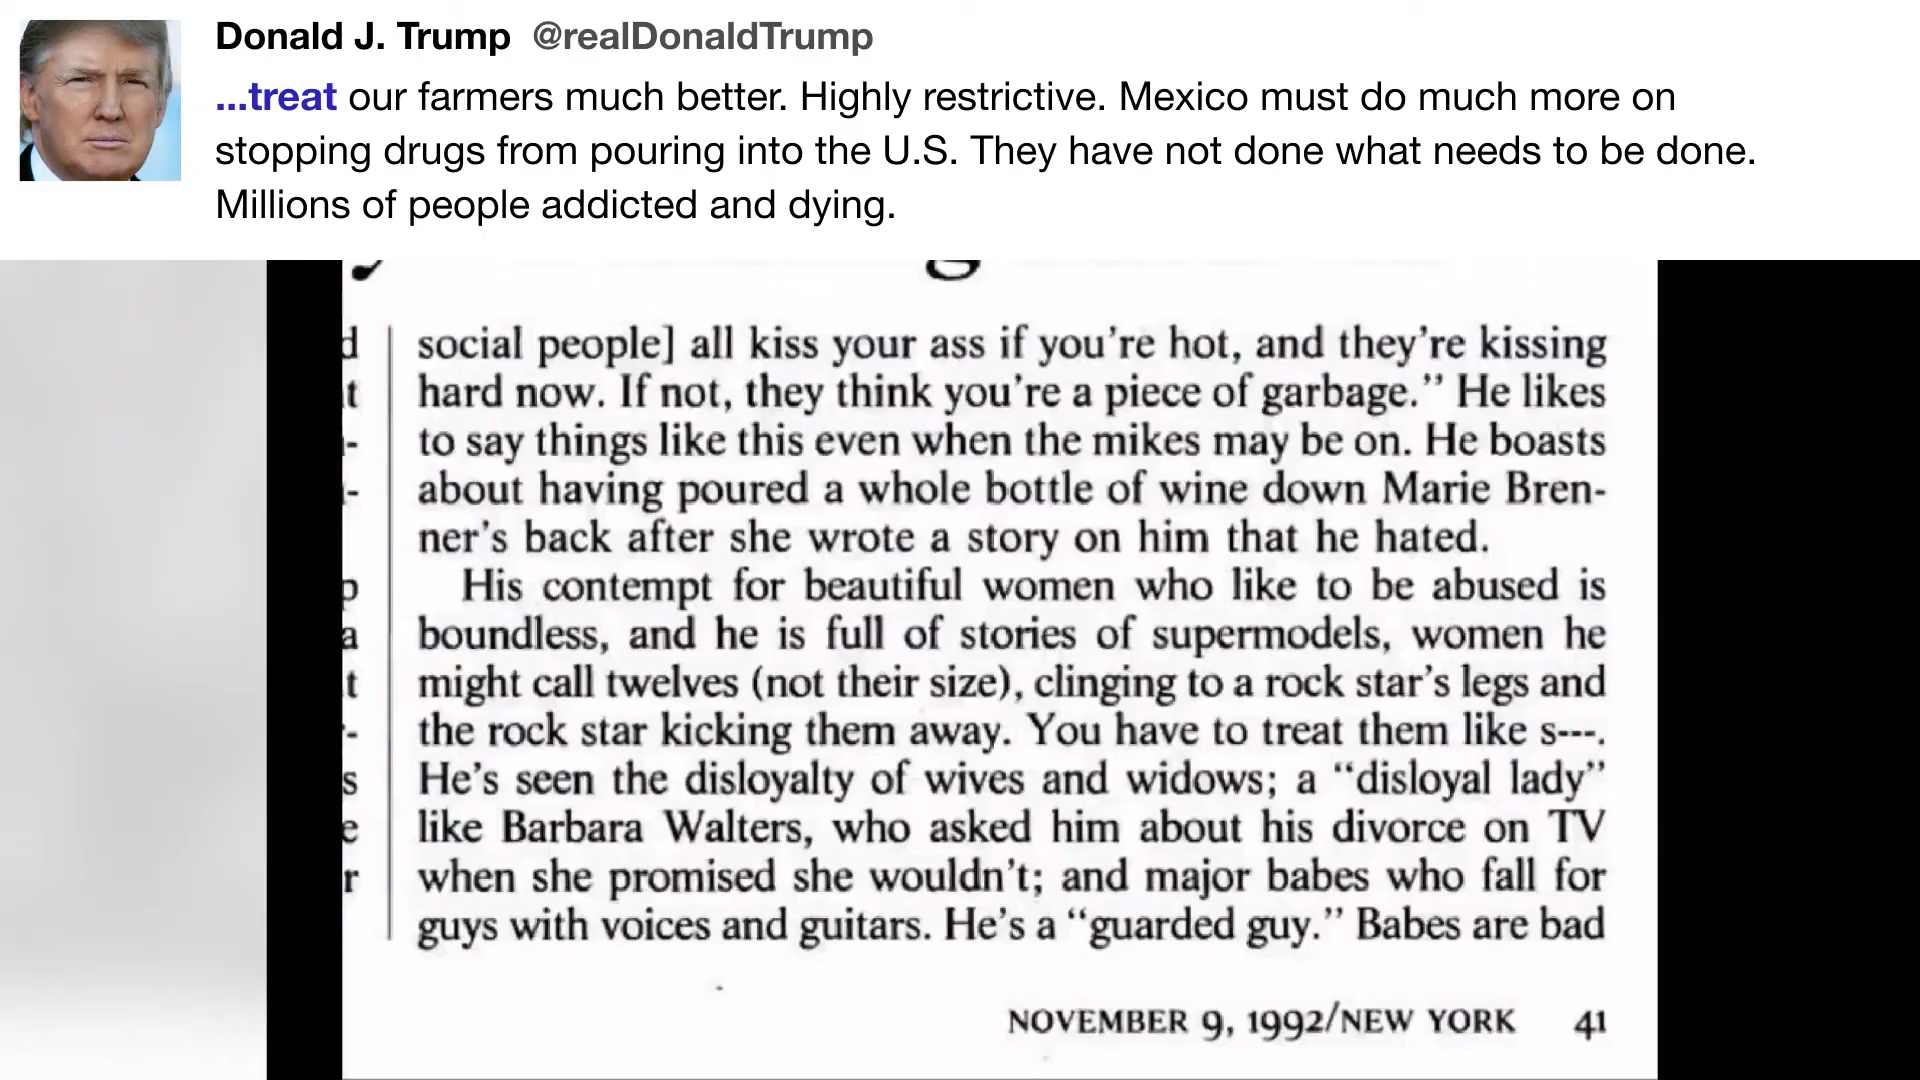 Donald J. Trump @realDonaldTrump
...treat our farmers much better. Highly restrictive. Mexico must do much more on
stopping drugs from pouring into the U.S. They have not done what needs to be done.
Millions of people addicted and dying.
social people] all kiss your ass if you're hot, and they're kissing
hard now. If not, they think you're a piece of garbage.” He likes
to say things like this even when the mikes may be on. He boasts
about having poured a whole bottle of wine down Marie Bren-
ner's back after she wrote a story on him that he hated.
His contempt for beautiful women who like to be abused is
boundless, and he is full of stories of supermodels, women he
might call twelves (not their size), clinging to a rock star's legs and
the rock star kicking them away. You have to treat them like s---.
He's seen the disloyalty of wives and widows; a “disloyal lady”
like Barbara Walters, who asked him about his divorce on TV
when she promised she wouldn't; and major babes who fall for
guys with voices and guitars. He's a “guarded guy.” Babes are bad
NOVEMBER 9, 1992/NEW YORK 41